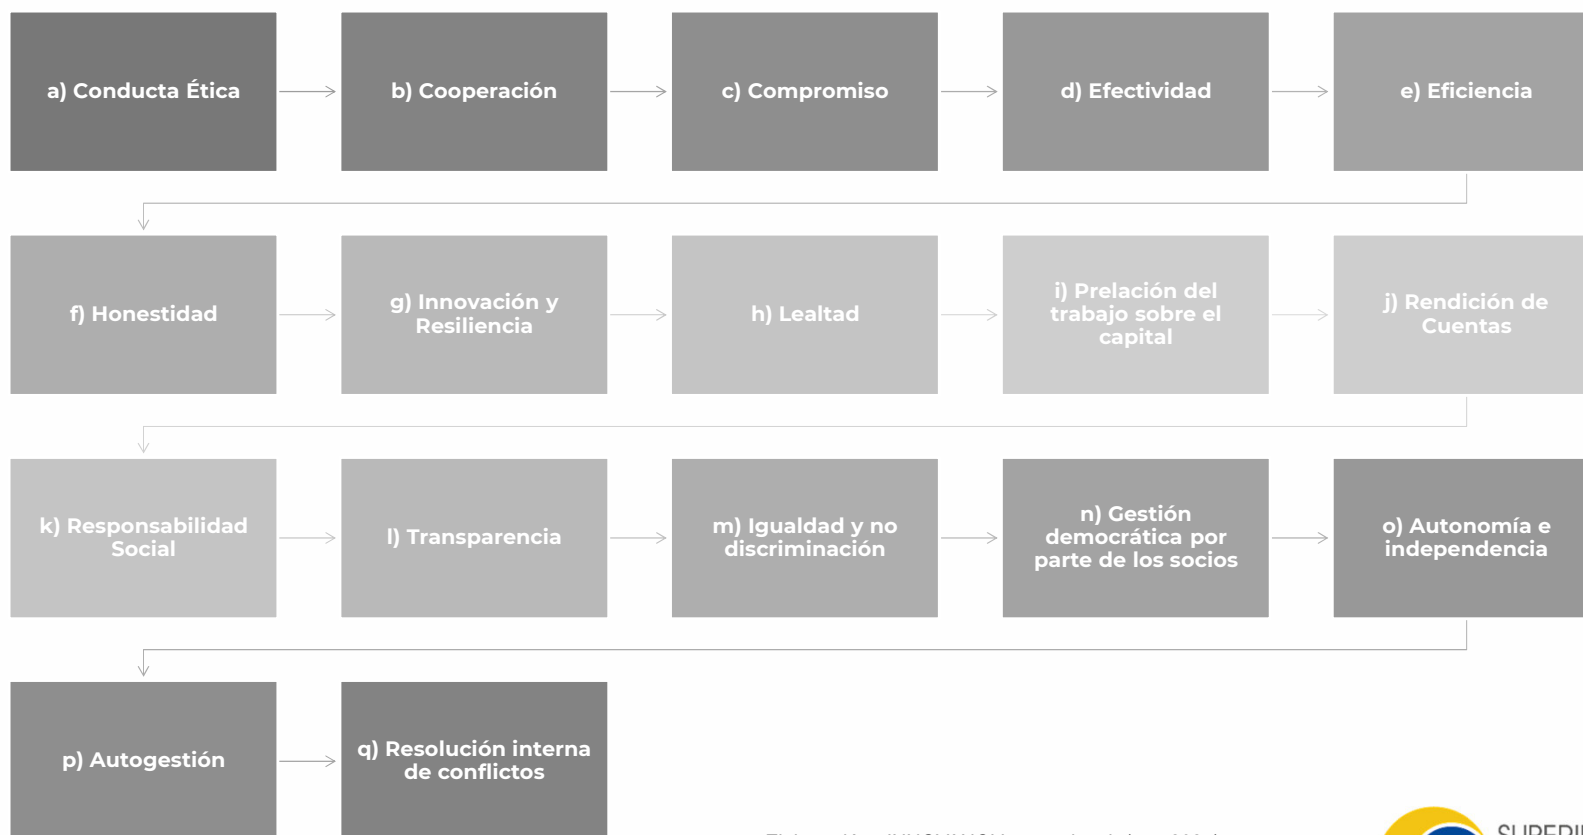 a) Conducta Ética
b) Cooperación
c) Compromiso
d) Efectividad
e) Eficiencia
f) Honestidad
g) Innovación y
Resiliencia
h) Lealtad
i) Prelación del
trabajo sobre el
capital
j) Rendición de
Cuentas
k) Responsabilidad
Social
l) Transparencia
m) Igualdad y no
discriminación
n) Gestión
democrática por
parte de los socios
o) Autonomía e
independencia
p) Autogestión
q) Resolución interna
de conflictos